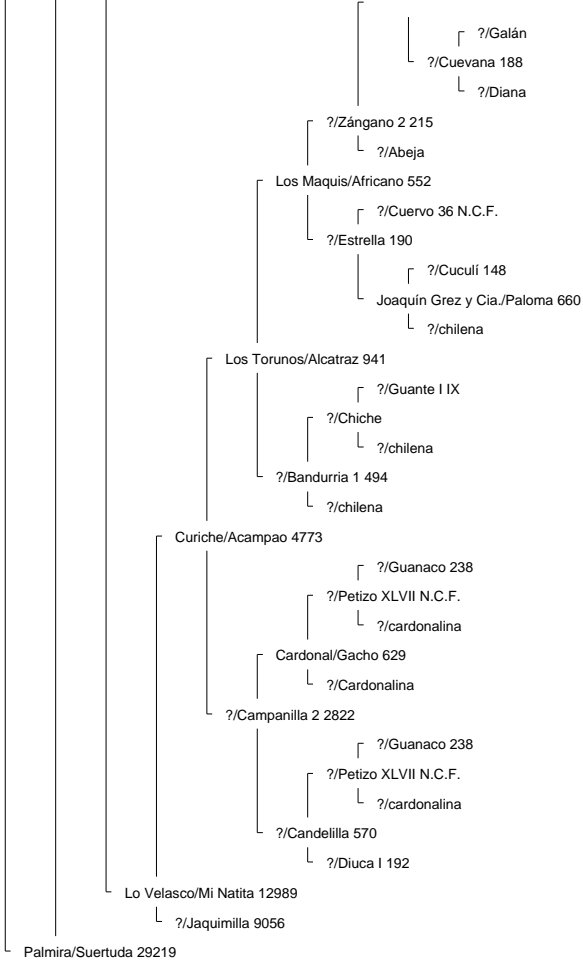 ?/Galán
?/Cuevana 188
?/Diana
?/Zángano 2 215
?/Abeja
Los Maquis/Africano 552
?/Cuervo 36 N.C.F.
?/Estrella 190
?/Cuculí 148
Joaquín Grez y Cia./Paloma 660
?/chilena
Los Torunos/Alcatraz 941
?/Guante I IX
?/Chiche
?/chilena
?/Bandurria 1 494
?/chilena
Curiche/Acampao 4773
?/Guanaco 238
?/Petizo XLVII N.C.F.
?/cardonalina
Cardonal/Gacho 629
?/Cardonalina
?/Campanilla 2 2822
?/Guanaco 238
?/Petizo XLVII N.C.F.
?/cardonalina
?/Candelilla 570
?/Diuca I 192
Lo Velasco/Mi Natita 12989
?/Jaquimilla 9056
Palmira/Suertuda 29219